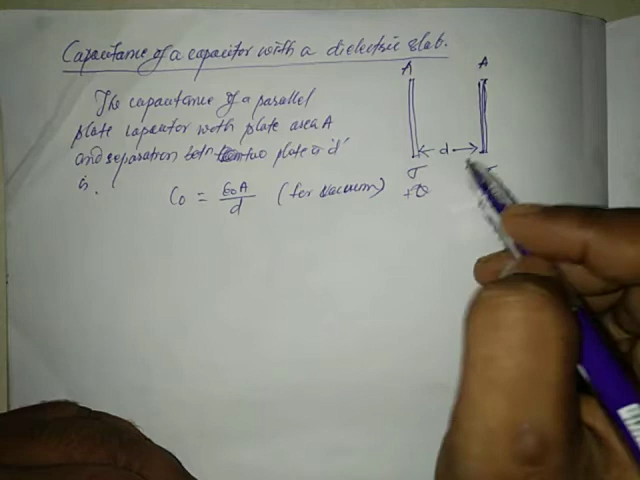 Capacitance of a capacitor with a dielectric slab.
The capacitance of a parallel
plate capacitor with plate area A
and separation betn two plate is 'd'
is.
C₀ = ε₀A/d (for vacuum)
A A
d
σ
+Q